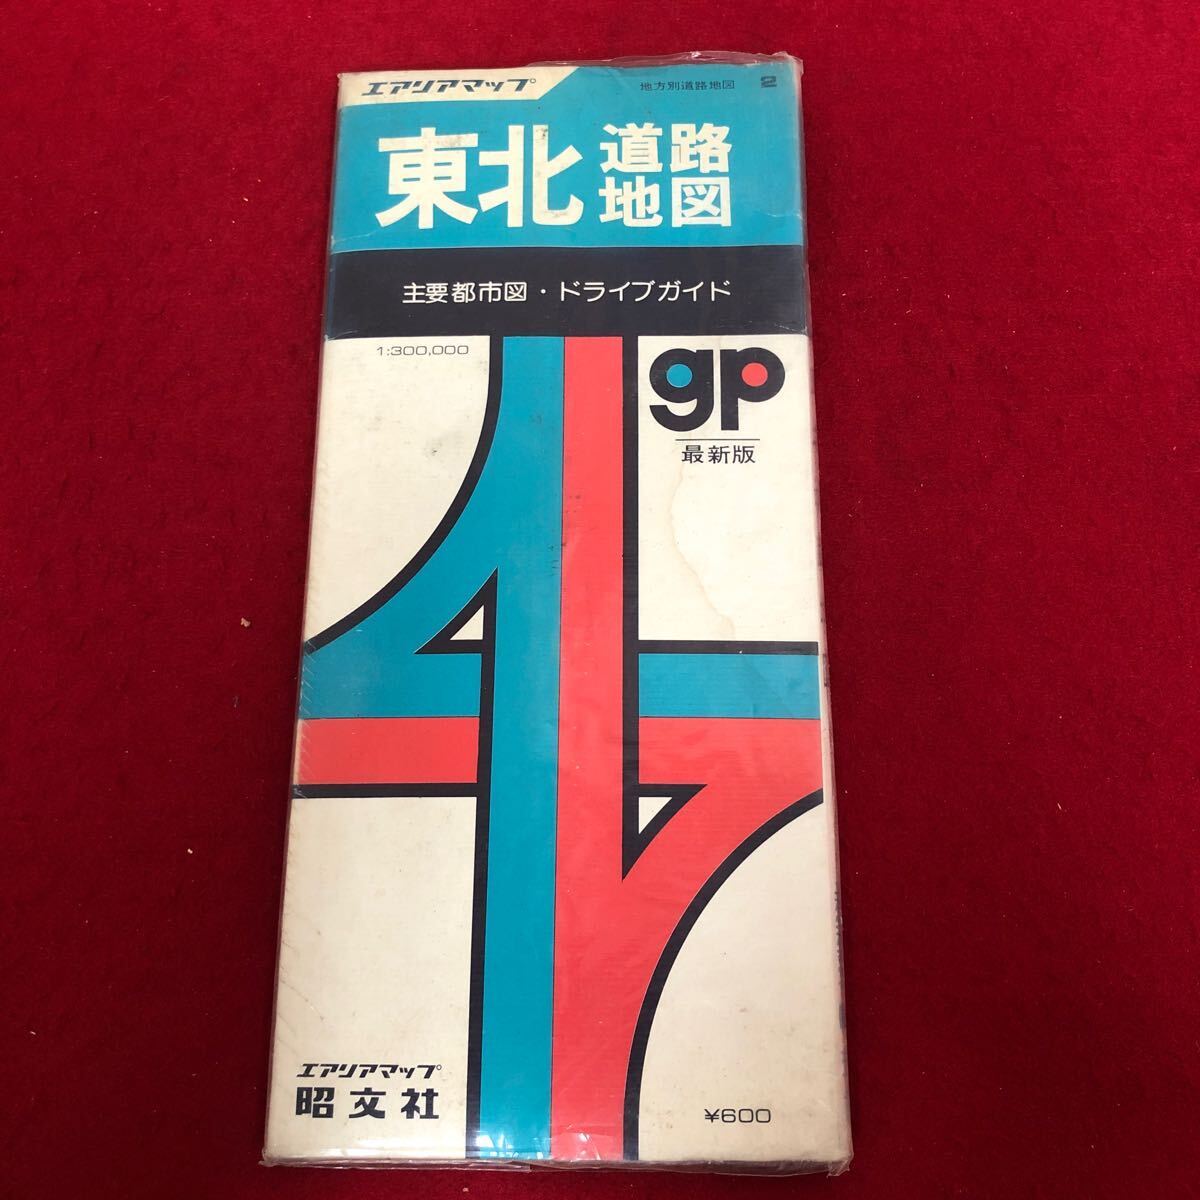 エアリアマップ
地方別道路地図 2
東北道路地図
主要都市図・ドライブガイド
1:300,000
gp
最新版
エアリアマップ
昭文社
¥600